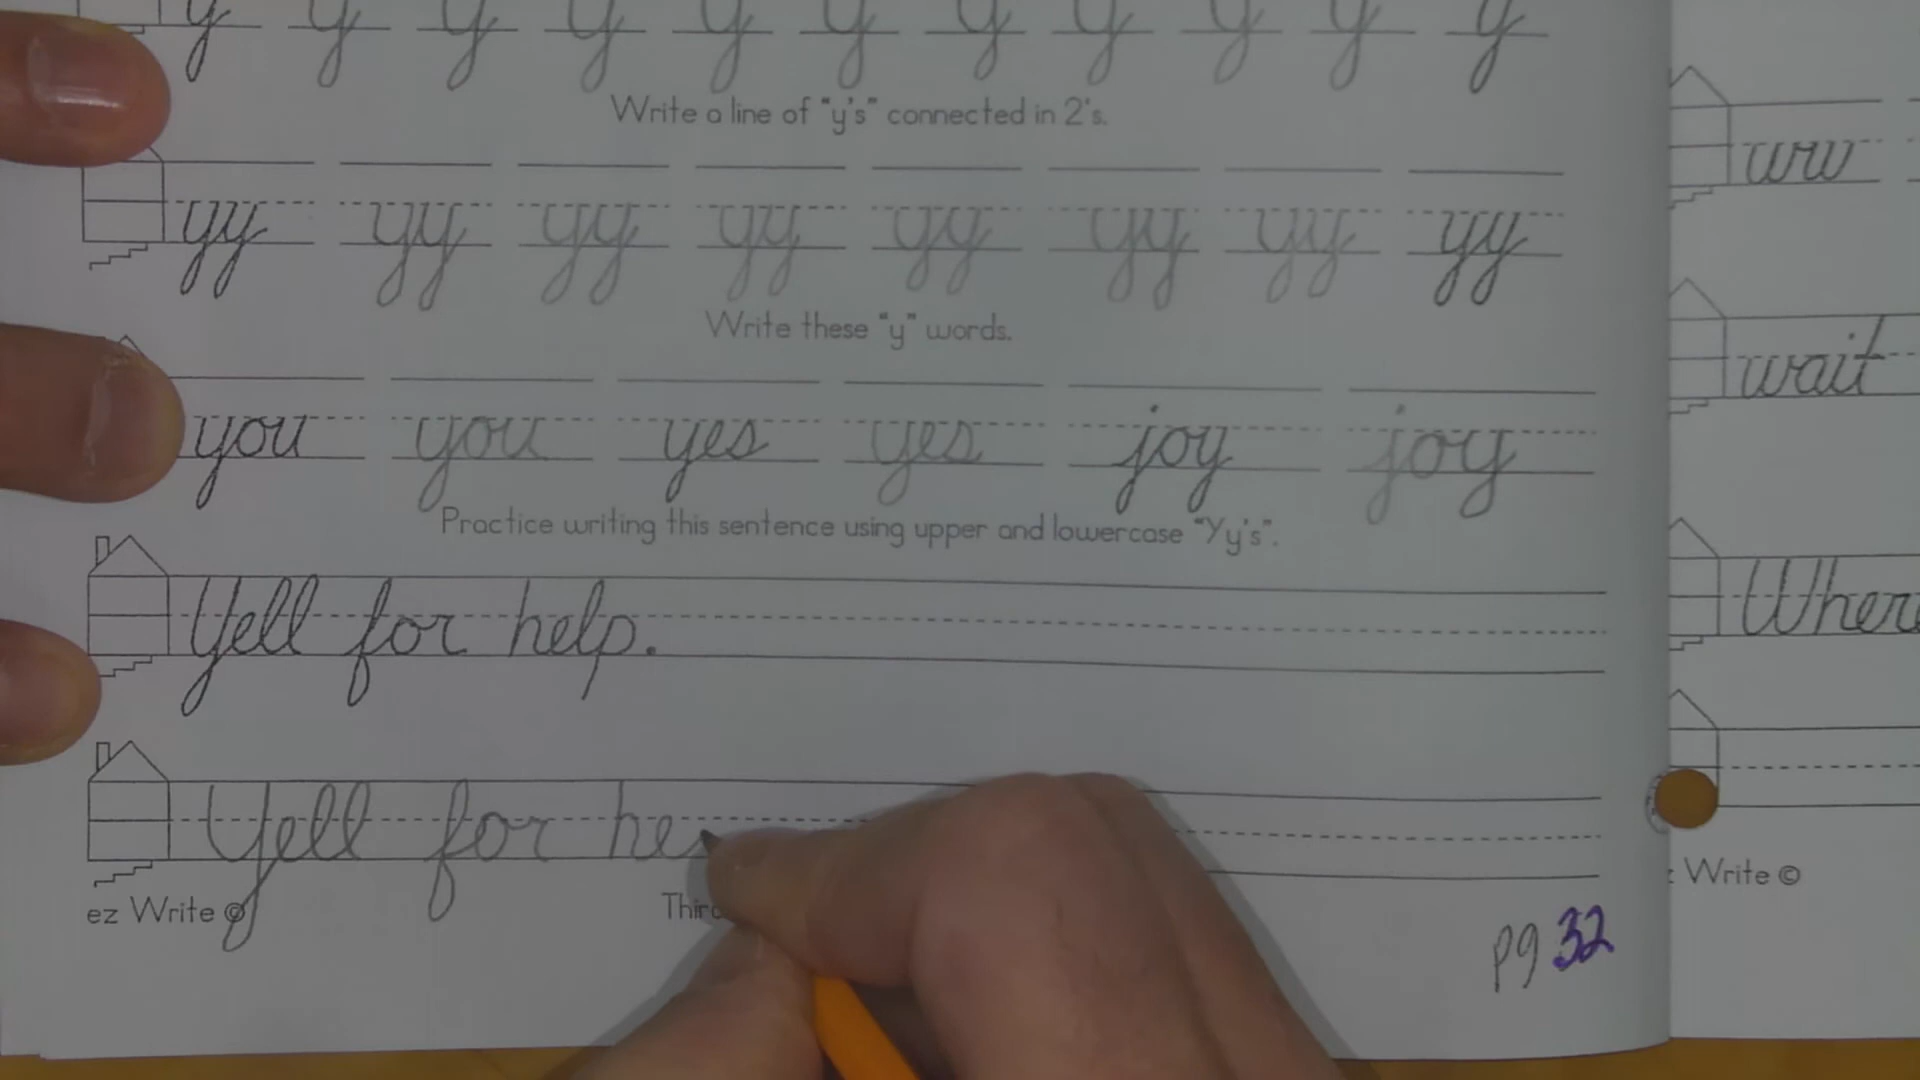 y y y y y y y y y y y
Write a line of "y's" connected in 2's.
yy yy yy yy yy yy yy yy
Write these "y" words.
you you yes yes joy joy
Practice writing this sentence using upper and lowercase "Yy's".
Yell for help.
Yell for he
ez Write ©
pg 32
ww
wait
Write ©